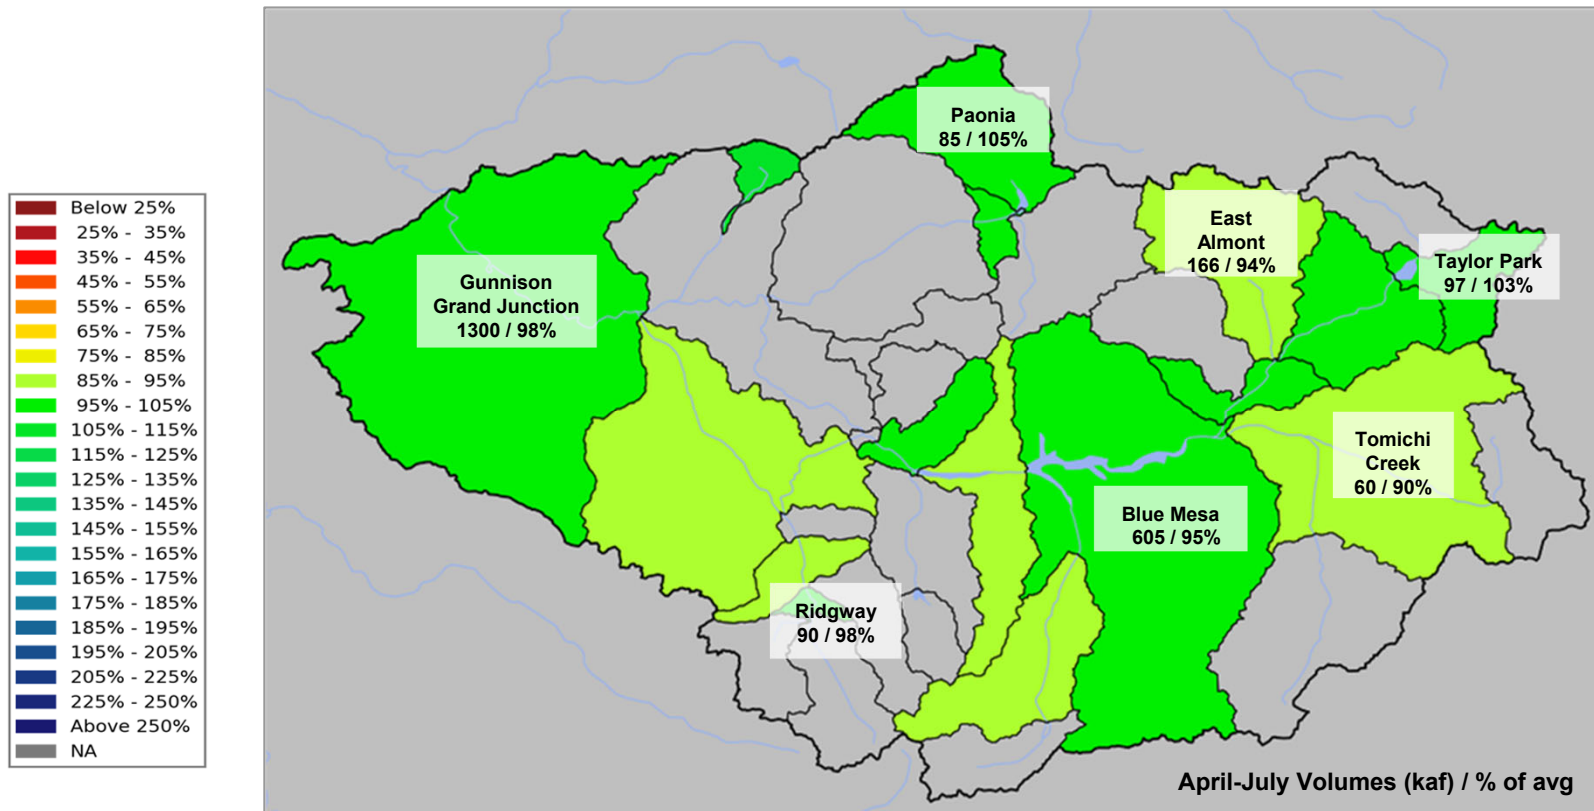 Below 25%
25% - 35%
35% - 45%
45% - 55%
55% - 65%
65% - 75%
75% - 85%
85% - 95%
95% - 105%
105% - 115%
115% - 125%
125% - 135%
135% - 145%
145% - 155%
155% - 165%
165% - 175%
175% - 185%
185% - 195%
195% - 205%
205% - 225%
225% - 250%
Above 250%
NA
Paonia
85 / 105%
East
Almont
166 / 94%
Taylor Park
97 / 103%
Gunnison
Grand Junction
1300 / 98%
Tomichi
Creek
60 / 90%
Blue Mesa
605 / 95%
Ridgway
90 / 98%
April-July Volumes (kaf) / % of avg